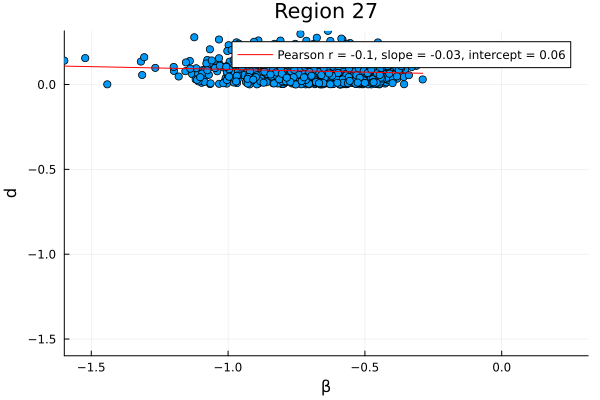 Region 27
Pearson r = -0.1, slope = -0.03, intercept = 0.06
0.0
−0.5
−1.0
−1.5
d
−1.5 −1.0 −0.5 0.0
β